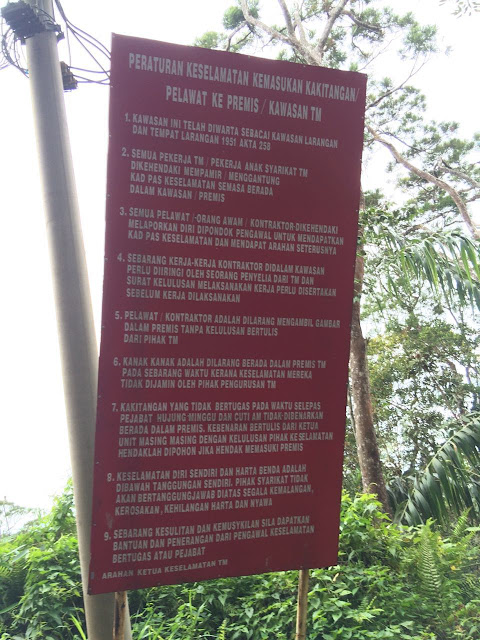 PERATURAN KESELAMATAN KEMASUKAN KAKITANGAN/
PELAWAT KE PREMIS / KAWASAN TM
1. KAWASAN INI TELAH DIWARTA SEBAGAI KAWASAN LARANGAN
DAN TEMPAT LARANGAN 1951 AKTA 258
2. SEMUA PEKERJA TM / PEKERJA ANAK SYARIKAT TM
DIKEHENDAKI MEMPAMIR / MENGGANTUNG
KAD PAS KESELAMATAN SEMASA BERADA
DALAM KAWASAN / PREMIS
3. SEMUA PELAWAT /-ORANG AWAM / KONTRAKTOR-DIKEHENDAKI
MELAPORKAN DIRI DIPONDOK PENGAWAL UNTUK MENDAPATKAN
KAD PAS KESELAMATAN DAN MENDAPAT ARAHAN SETERUSNYA
4. SEBARANG KERJA-KERJA KONTRAKTOR DIDALAM KAWASAN
PERLU DIIRINGI OLEH SEORANG PENYELIA DARI TM DAN
SURAT KELULUSAN MELAKSANAKAN KERJA PERLU DISERTAKAN
SEBELUM KERJA DILAKSANAKAN
5. PELAWAT / KONTRAKTOR ADALAH DILARANG MENGAMBIL GAMBAR
DALAM PREMIS TANPA KELULUSAN BERTULIS
DARI PIHAK TM
6. KANAK KANAK ADALAH DILARANG BERADA DALAM PREMIS TM
PADA SEBARANG WAKTU KERANA KESELAMATAN MEREKA
TIDAK DIJAMIN OLEH PIHAK PENGURUSAN TM
7. KAKITANGAN YANG TIDAK BERTUGAS PADA WAKTU SELEPAS
PEJABAT HUJUNG MINGGU DAN CUTI AM TIDAK-DIBENARKAN
BERADA DALAM PREMIS. KEBENARAN BERTULIS DARI KETUA
UNIT MASING MASING DENGAN KELULUSAN PIHAK KESELAMATAN
HENDAKLAH DIPOHON JIKA HENDAK MEMASUKI PREMIS
8. KESELAMATAN DIRI SENDIRI DAN HARTA BENDA ADALAH
DIBAWAH TANGGUNGAN SENDIRI. PIHAK SYARIKAT TIDAK
AKAN BERTANGGUNGJAWAB DIATAS SEGALA KEMALANGAN,
KEROSAKAN, KEHILANGAN HARTA DAN NYAWA
9. SEBARANG KESULITAN DAN KEMUSYKILAN SILA DAPATKAN
BANTUAN DAN PENERANGAN DARI PENGAWAL KESELAMATAN
BERTUGAS ATAU PEJABAT
ARAHAN KETUA KESELAMATAN TM